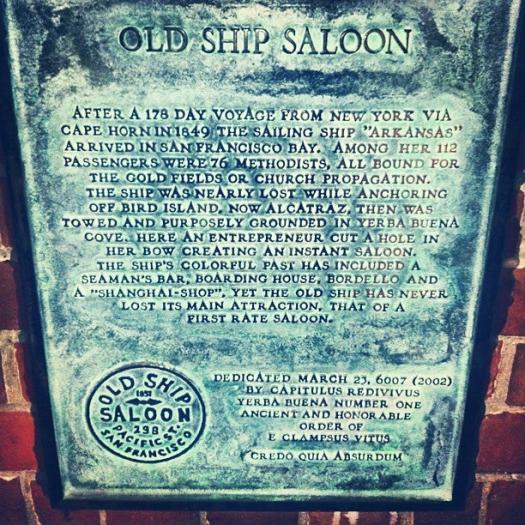 OLD SHIP SALOON
AFTER A 178 DAY VOYAGE FROM NEW YORK VIA
CAPE HORN IN 1849 THE SAILING SHIP "ARKANSAS"
ARRIVED IN SAN FRANCISCO BAY. AMONG HER 112
PASSENGERS WERE 76 METHODISTS, ALL BOUND FOR
THE GOLD FIELDS OR CHURCH PROPAGATION.
THE SHIP WAS NEARLY LOST WHILE ANCHORING
OFF BIRD ISLAND, NOW ALCATRAZ, THEN WAS
TOWED AND PURPOSELY GROUNDED IN YERBA BUENA
COVE. HERE AN ENTREPRENEUR CUT A HOLE IN
HER BOW CREATING AN INSTANT SALOON.
THE SHIP'S COLORFUL PAST HAS INCLUDED A
SEAMAN'S BAR, BOARDING HOUSE, BORDELLO AND
A "SHANGHAI-SHOP", YET THE OLD SHIP HAS NEVER
LOST ITS MAIN ATTRACTION, THAT OF A
FIRST RATE SALOON.
OLD SHIP
1851
SALOON
298
PACIFIC ST.
SAN FRANCISCO
DEDICATED MARCH 23, 6007 (2002)
BY CAPITULUS REDIVIVUS
YERBA BUENA NUMBER ONE
ANCIENT AND HONORABLE
ORDER OF
E CLAMPSUS VITUS
CREDO QUIA ABSURDUM